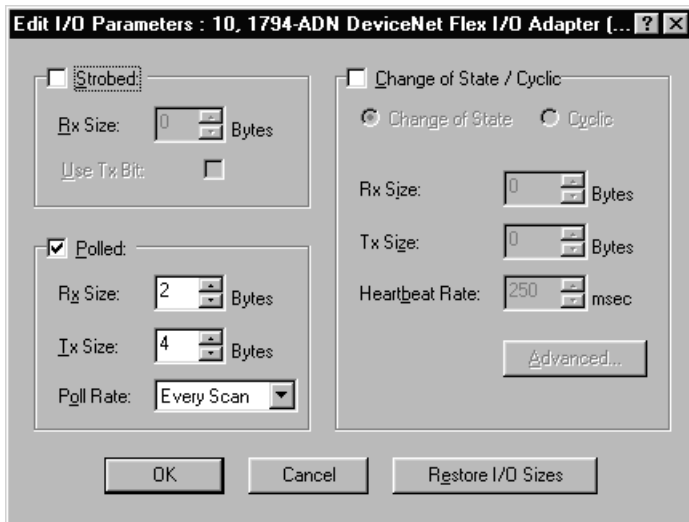 Edit I/O Parameters : 10, 1794-ADN DeviceNet Flex I/O Adapter (... ? X
Strobed:
Rx Size: 0 Bytes
Use Tx Bit:
Polled:
Rx Size: 2 Bytes
Tx Size: 4 Bytes
Poll Rate: Every Scan
Change of State / Cyclic
Change of State Cyclic
Rx Size: 0 Bytes
Tx Size: 0 Bytes
Heartbeat Rate: 250 msec
Advanced...
OK Cancel Restore I/O Sizes